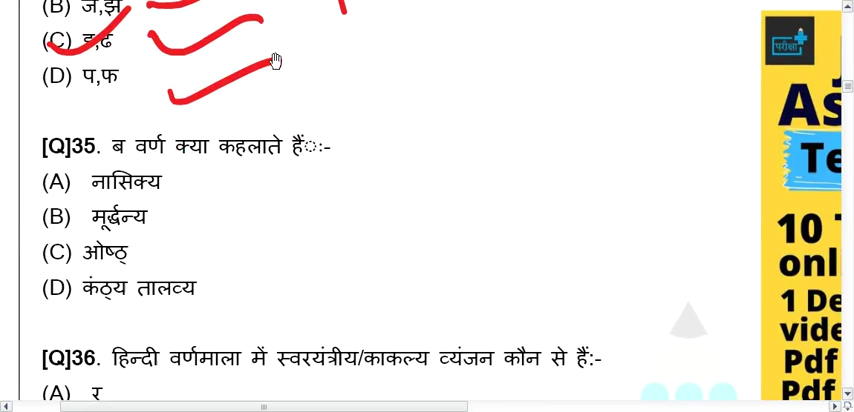 (B) ज,झ
(C) ड,ढ
(D) प,फ
[Q]35. ब वर्ण क्या कहलाते हैंः:-
(A) नासिक्य
(B) मूर्द्धन्य
(C) ओष्ठ्
(D) कंठ्य तालव्य
[Q]36. हिन्दी वर्णमाला में स्वरयंत्रीय/काकल्य व्यंजन कौन से हैं:-
(A) र
परीक्षा
As
Te
10
onl
1 De
vide
Pdf
Pdf